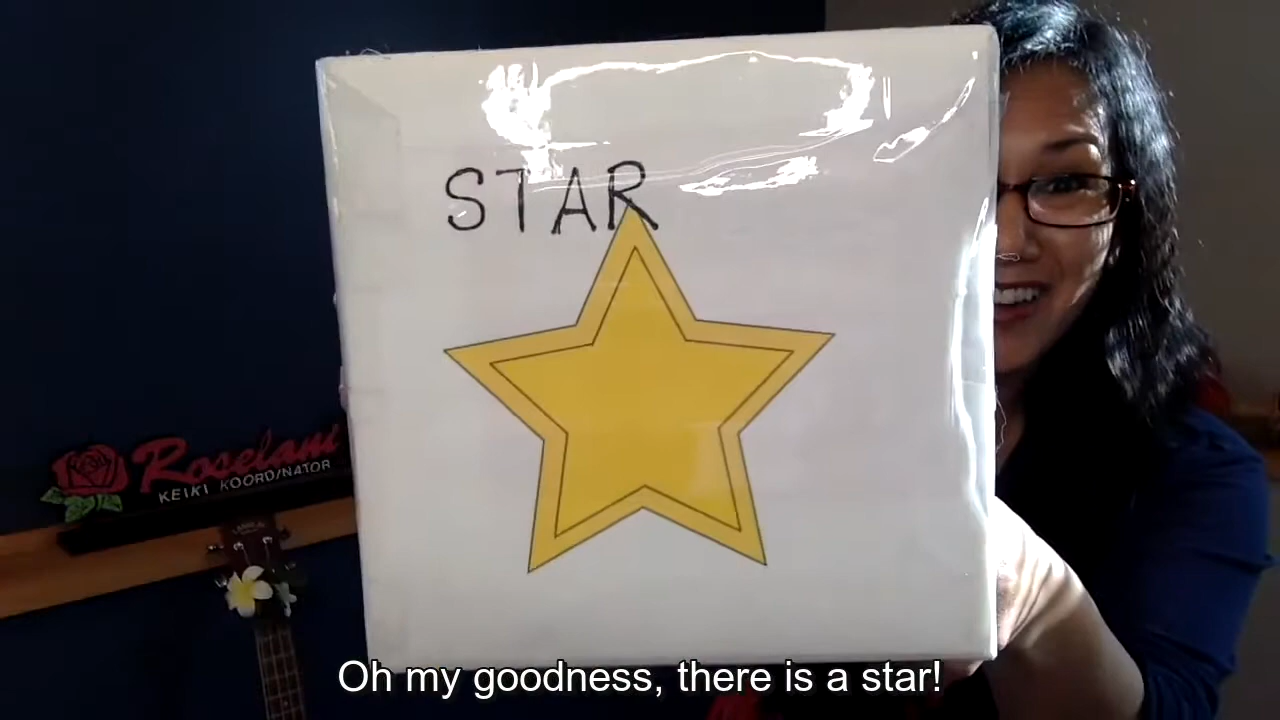 STAR
Roselani
KEIKI KOORDINATOR
Oh my goodness, there is a star!